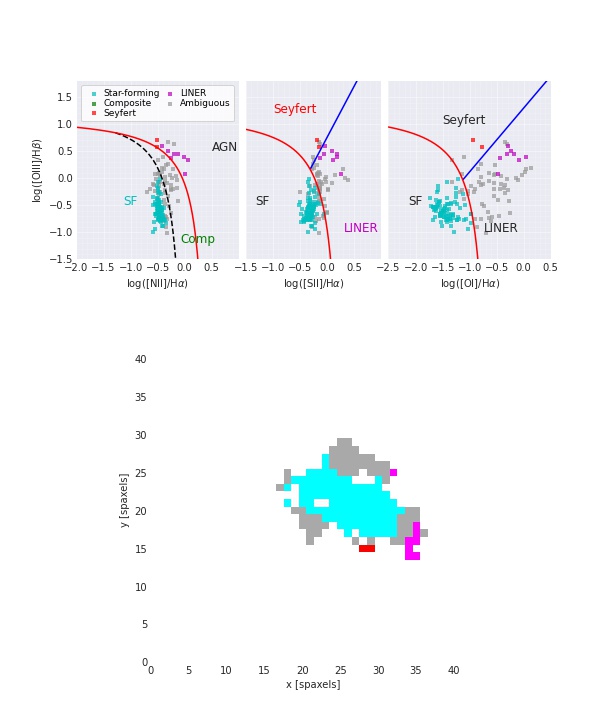 log([OIII]/Hβ)
1.5
1.0
0.5
0.0
−0.5
−1.0
−1.5
Star-forming
Composite
Seyfert
LINER
Ambiguous
AGN
SF
Comp
−2.0 −1.5 −1.0 −0.5 0.0 0.5
log([NII]/Hα)
Seyfert
SF
LINER
−1.5 −1.0 −0.5 0.0 0.5
log([SII]/Hα)
Seyfert
SF
LINER
−2.5 −2.0 −1.5 −1.0 −0.5 0.0 0.5
log([OI]/Hα)
y [spaxels]
40
35
30
25
20
15
10
5
0
0 5 10 15 20 25 30 35 40
x [spaxels]